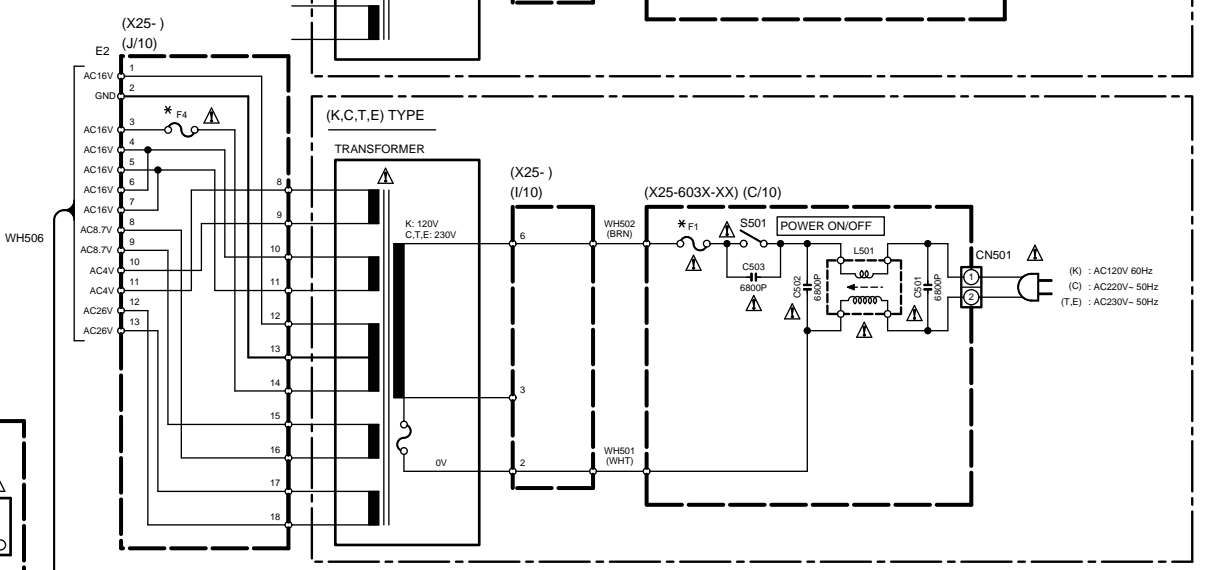 (X25- )
(J/10)
E2
AC16V 1
GND 2
AC16V 3
AC16V 4
AC16V 5
AC16V 6
AC16V 7
AC8.7V 8
AC8.7V 9
AC4V 10
AC4V 11
AC26V 12
AC26V 13
WH506
* F4
8
9
10
11
12
13
14
15
16
17
18
(K,C,T,E) TYPE
TRANSFORMER
K: 120V
C,T,E: 230V
0V
(X25- )
(I/10)
6
3
2
WH502
(BRN)
WH501
(WHT)
(X25-603X-XX) (C/10)
* F1
S501
POWER ON/OFF
C503
6800P
C502
6800P
L501
C501
6800P
CN501
1
2
(K) : AC120V 60Hz
(C) : AC220V~ 50Hz
(T,E) : AC230V~ 50Hz